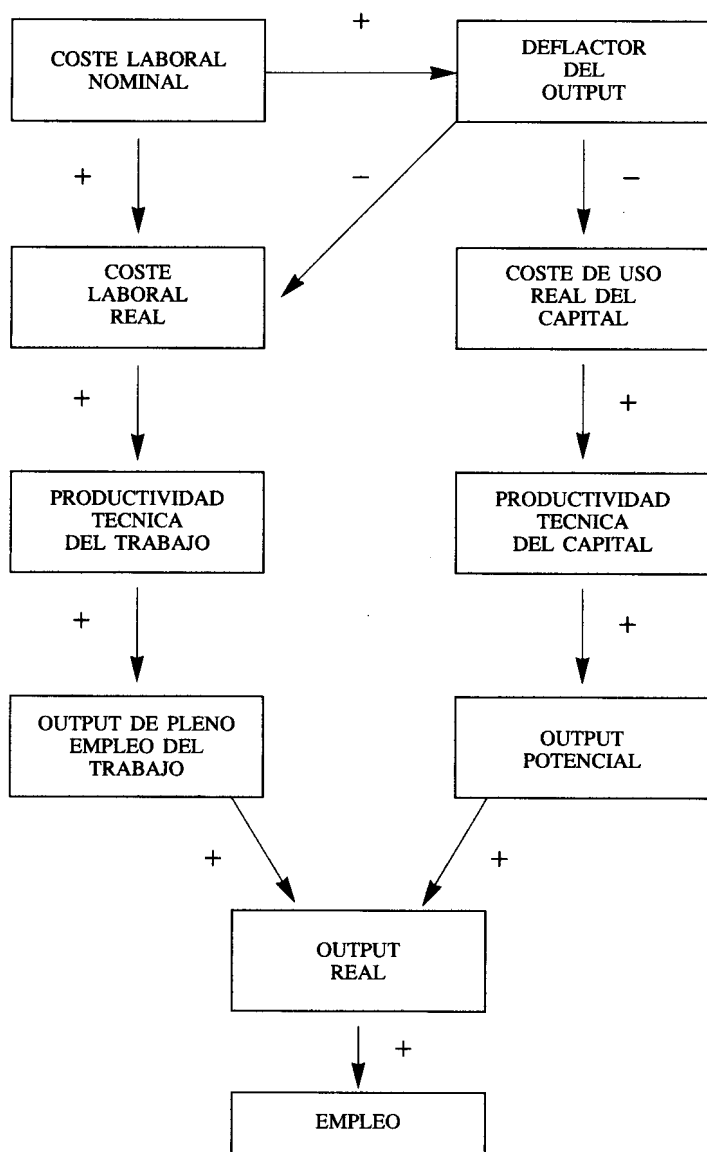 +
COSTE LABORAL
NOMINAL
DEFLACTOR
DEL
OUTPUT
+
−
−
COSTE
LABORAL
REAL
COSTE DE USO
REAL DEL
CAPITAL
+
+
PRODUCTIVIDAD
TECNICA
DEL TRABAJO
PRODUCTIVIDAD
TECNICA
DEL CAPITAL
+
+
OUTPUT DE PLENO
EMPLEO DEL
TRABAJO
OUTPUT
POTENCIAL
+
+
OUTPUT
REAL
+
EMPLEO